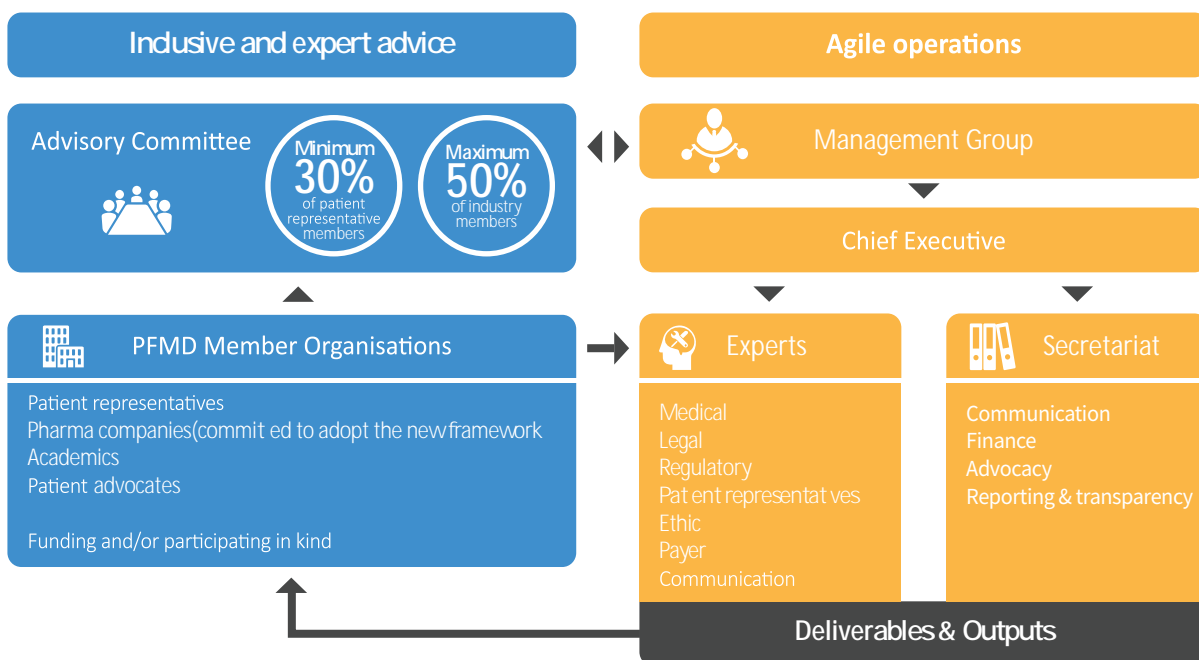 Inclusive and expert advice
Advisory Committee
Minimum
30%
of patient
representative
members
Maximum
50%
of industry
members
PFMD Member Organisations
Patient representatives
Pharma companies(commit ed to adopt the new framework
Academics
Patient advocates
Funding and/or participating in kind
Agile operations
Management Group
Chief Executive
Experts
Medical
Legal
Regulatory
Pat ent representat ves
Ethic
Payer
Communication
Secretariat
Communication
Finance
Advocacy
Reporting & transparency
Deliverables & Outputs